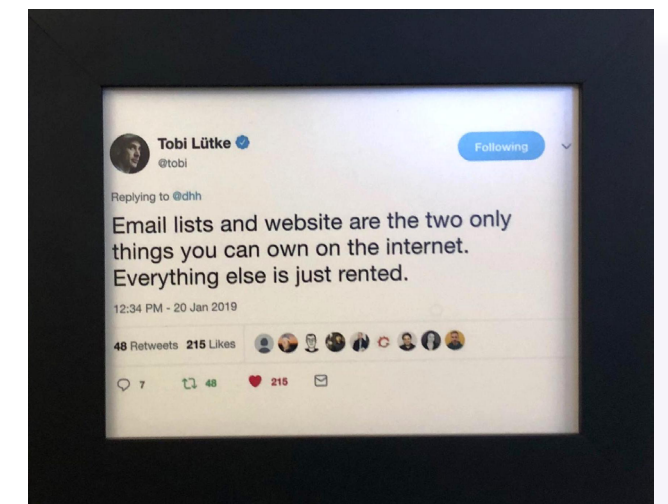 Tobi Lütke
@tobi
Following
Replying to @dhh
Email lists and website are the two only
things you can own on the internet.
Everything else is just rented.
12:34 PM - 20 Jan 2019
48 Retweets 215 Likes
7 48 215